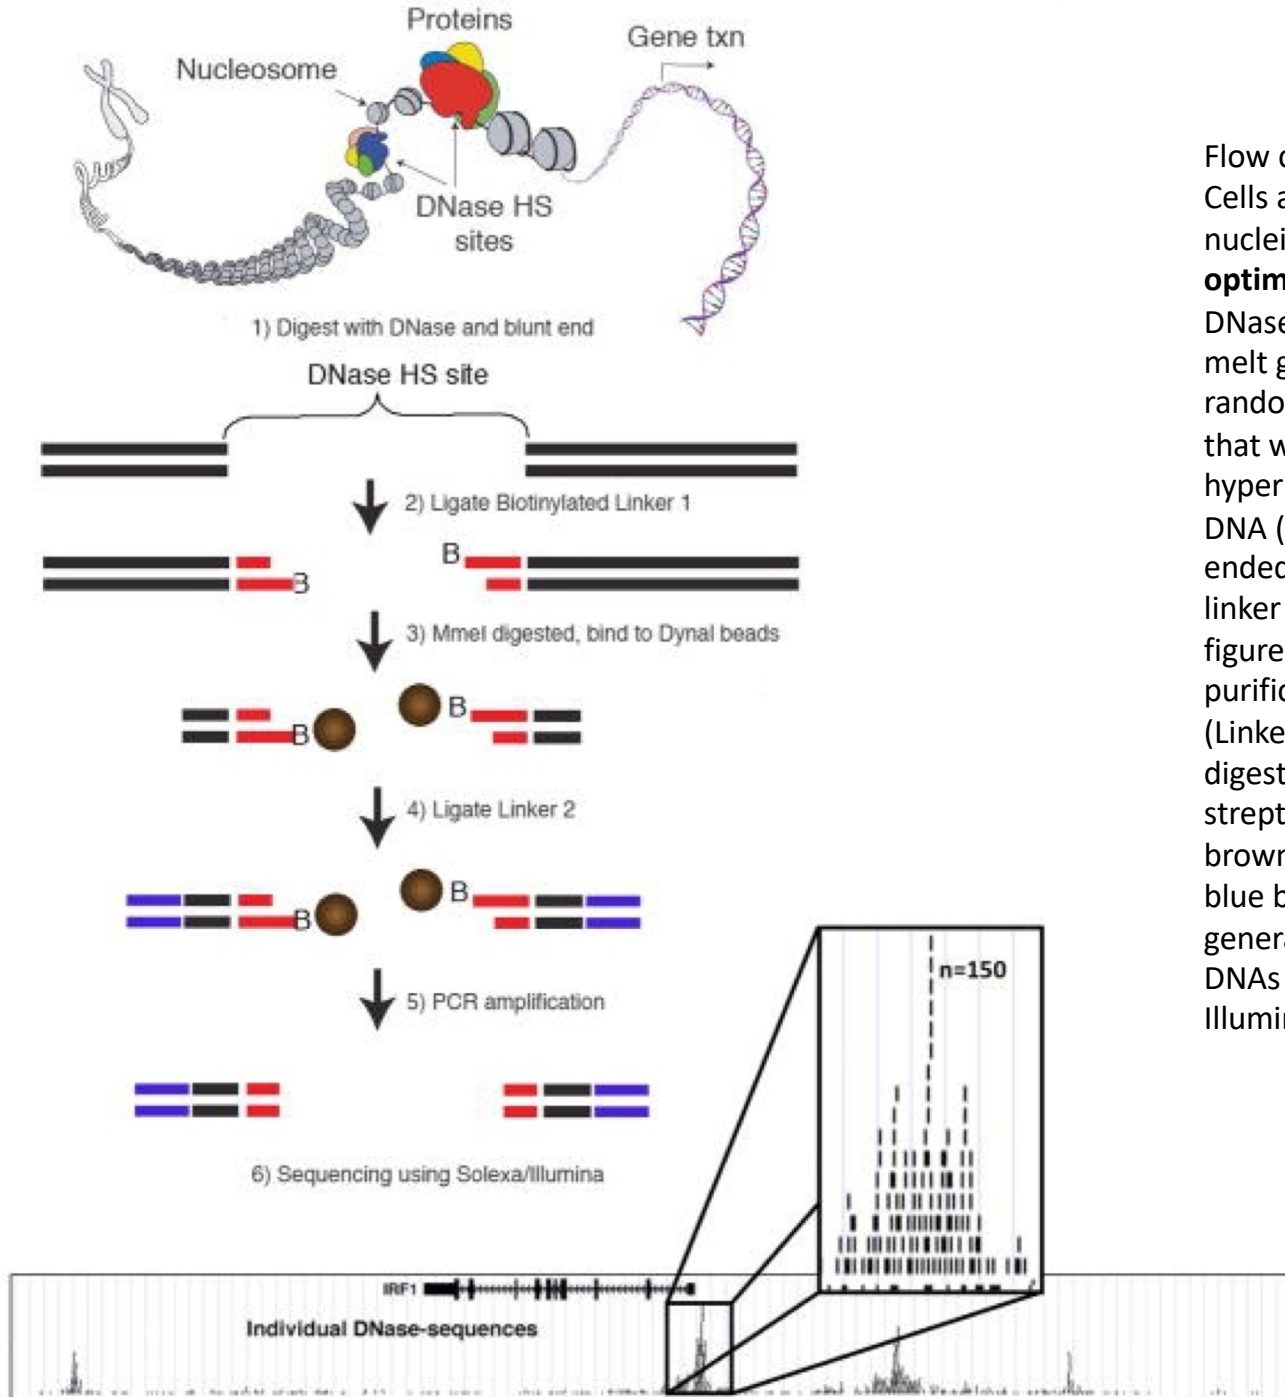 Proteins
Gene txn
Nucleosome
DNase HS
sites
1) Digest with DNase and blunt end
DNase HS site
2) Ligate Biotinylated Linker 1
B
B
3) MmeI digested, bind to Dynal beads
B
B
4) Ligate Linker 2
B
B
5) PCR amplification
n=150
6) Sequencing using Solexa/Illumina
IRF1
Individual DNase-sequences
Flow
Cells a
nuclei
optim
DNase
melt g
rando
that w
hyper
DNA (
ended
linker
figure
purific
(Linke
digest
strept
brown
blue b
genera
DNAs
Illumin